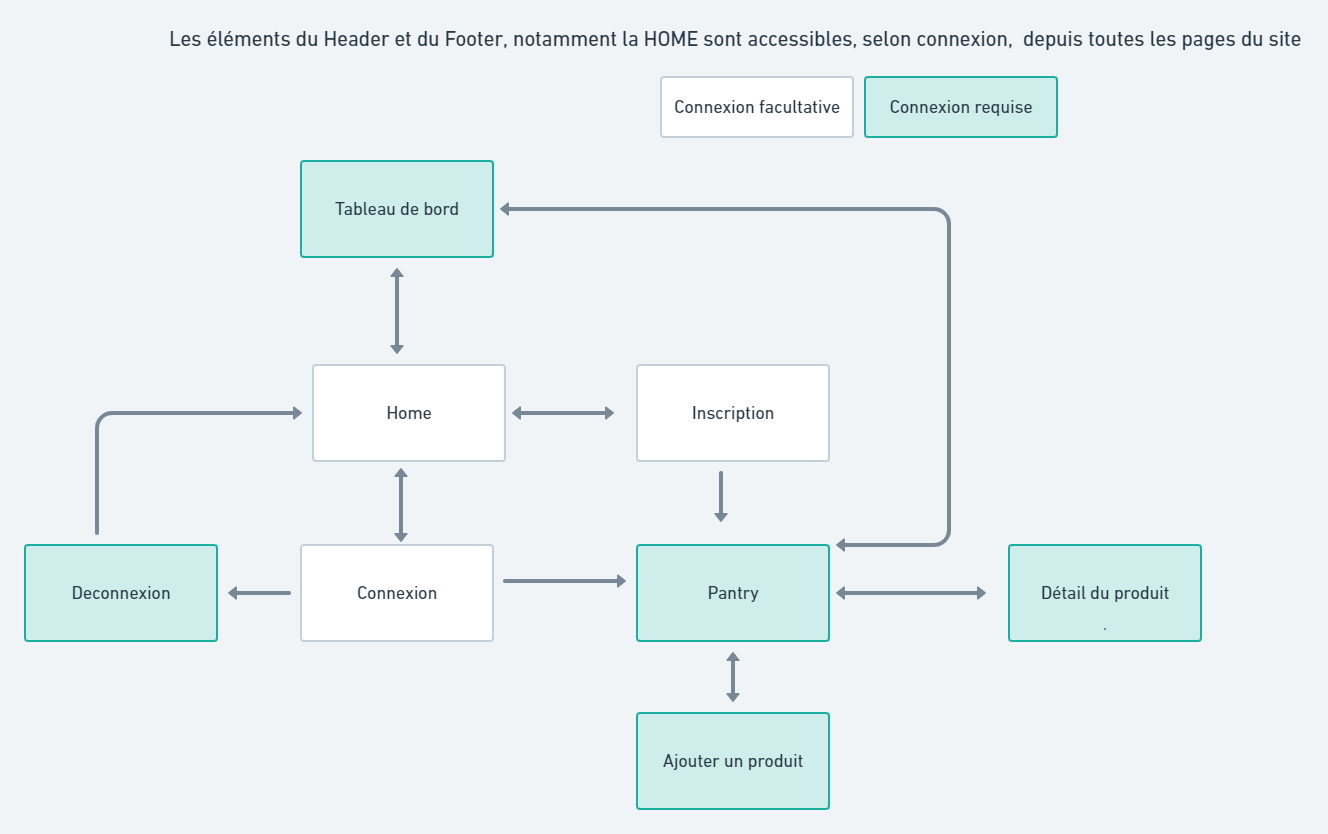 Les éléments du Header et du Footer, notamment la HOME sont accessibles, selon connexion,  depuis toutes les pages du site
Connexion facultative
Connexion requise
Tableau de bord
Home
Inscription
Deconnexion
Connexion
Pantry
Détail du produit
.
Ajouter un produit